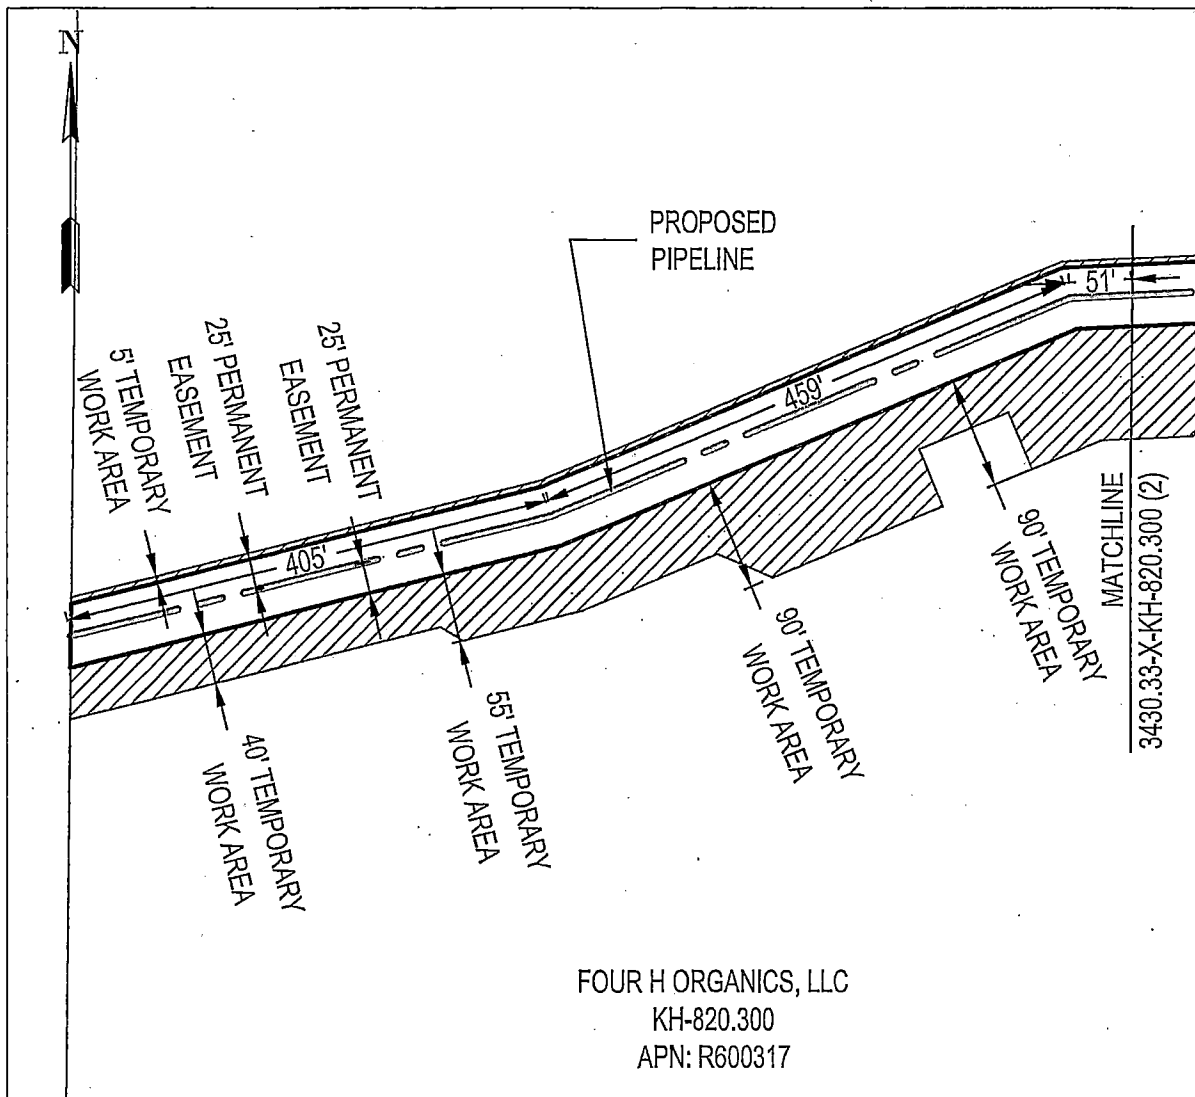 N
PROPOSED
PIPELINE
51'
459'
405'
5' TEMPORARY
WORK AREA
25' PERMANENT
EASEMENT
25' PERMANENT
EASEMENT
40' TEMPORARY
WORK AREA
55' TEMPORARY
WORK AREA
90' TEMPORARY
WORK AREA
90' TEMPORARY
WORK AREA
MATCHLINE
3430.33-X-KH-820.300 (2)
FOUR H ORGANICS, LLC
KH-820.300
APN: R600317